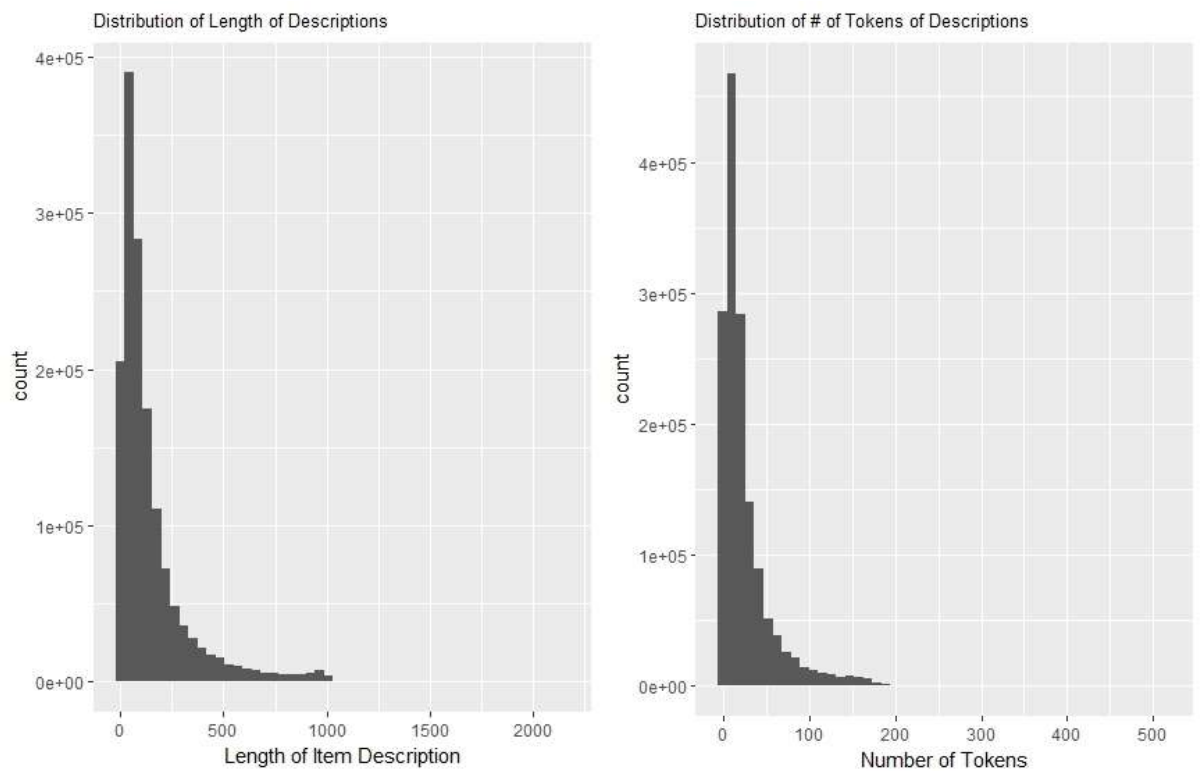 Distribution of Length of Descriptions
4e+05
3e+05
2e+05
1e+05
0e+00
count
0 500 1000 1500 2000
Length of Item Description
Distribution of # of Tokens of Descriptions
4e+05
3e+05
2e+05
1e+05
0e+00
count
0 100 200 300 400 500
Number of Tokens